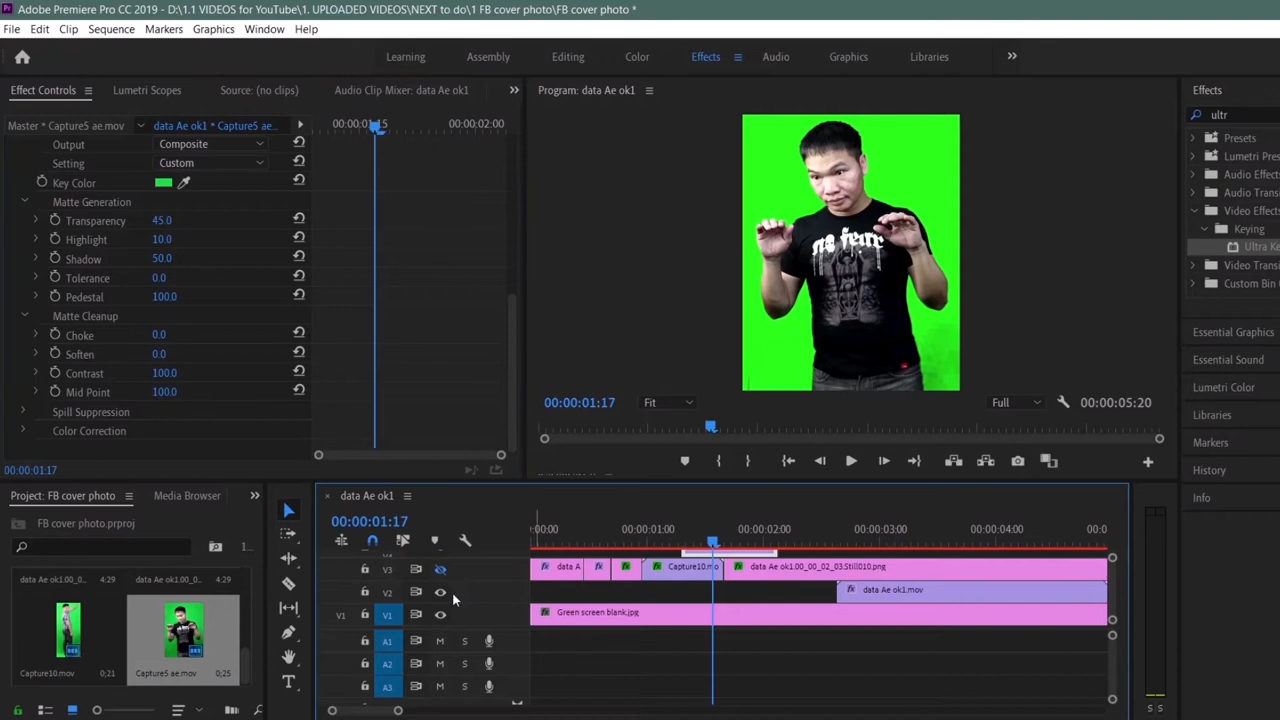 Adobe Premiere Pro CC 2019 - D:\1.1 VIDEOS for YouTube\1. UPLOADED VIDEOS\NEXT to do\1 FB cover photo\FB cover photo *
File Edit Clip Sequence Markers Graphics Window Help
Learning Assembly Editing Color Effects Audio Graphics Libraries
Effect Controls Lumetri Scopes Source: (no clips) Audio Clip Mixer: data Ae ok1
Program: data Ae ok1
Effects
Master * Capture5 ae.mov data Ae ok1 * Capture5 ae... 00:00:01:15 00:00:02:00
ultr
Output Composite
Setting Custom
Key Color
Matte Generation
Transparency 45.0
Highlight 10.0
Shadow 50.0
Tolerance 0.0
Pedestal 100.0
Matte Cleanup
Choke 0.0
Soften 0.0
Contrast 100.0
Mid Point 100.0
Spill Suppression
Color Correction
00:00:01:17
no fear
00:00:01:17 Fit Full 00:00:05:20
Presets
Lumetri Pre
Audio Effect
Audio Trans
Video Effect
Keying
Ultra Ke
Video Transi
Custom Bin
Essential Graphics
Essential Sound
Lumetri Color
Libraries
Markers
History
Info
Project: FB cover photo Media Browser
FB cover photo.prproj
1...
data Ae ok1.00_0... 4:29 data Ae ok1.00_0... 4:29
Capture10.mov 0;21 Capture5 ae.mov 0;25
× data Ae ok1
00:00:01:17
:00:00 00:00:01:00 00:00:02:00 00:00:03:00 00:00:04:00 00:0
V3 data A Capture10.mo data Ae ok1.00_00_02_03.Still010.png
V2 data Ae ok1.mov
V1 V1 Green screen blank.jpg
A1 M S
A2 M S
A3 M S
S S